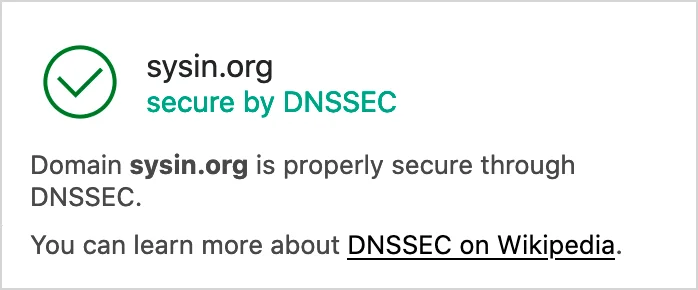 sysin.org
secure by DNSSEC
Domain sysin.org is properly secure through
DNSSEC.
You can learn more about DNSSEC on Wikipedia.